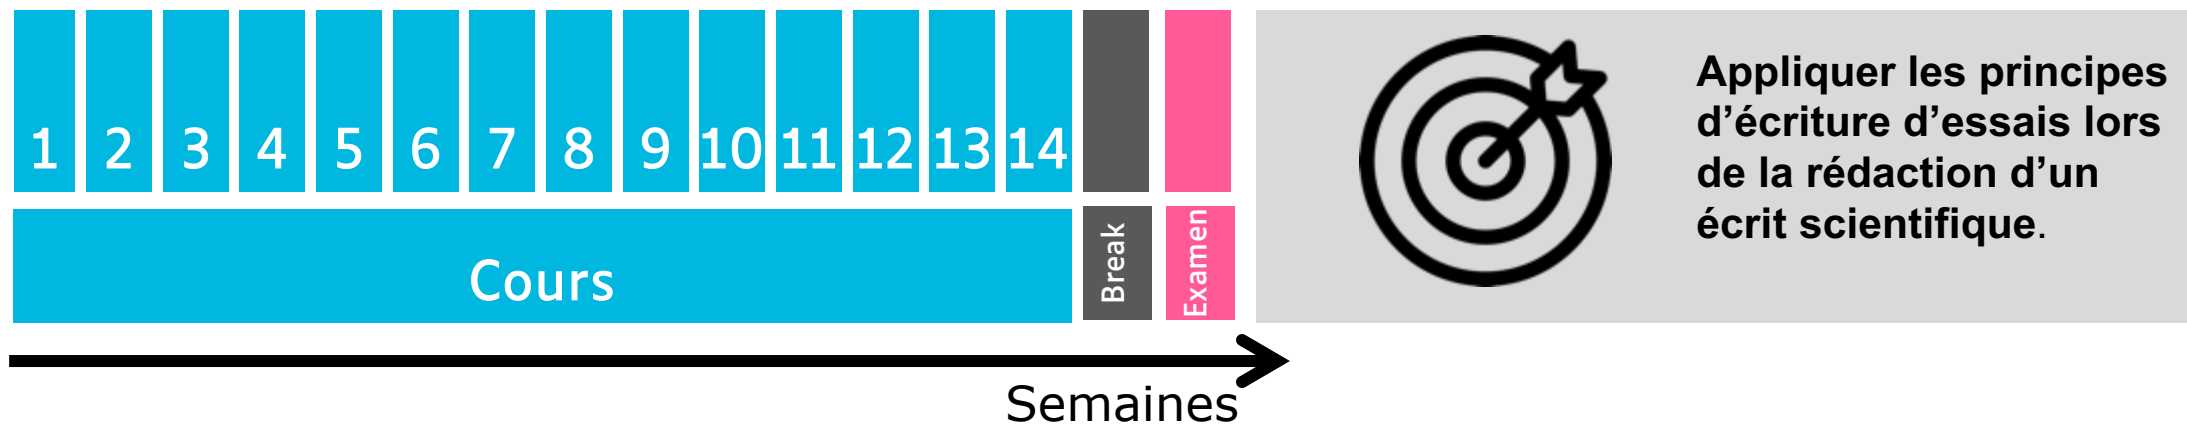 1 2 3 4 5 6 7 8 9 10 11 12 13 14
Cours
Break
Examen
Semaines
Appliquer les principes
d’écriture d’essais lors
de la rédaction d’un
écrit scientifique.